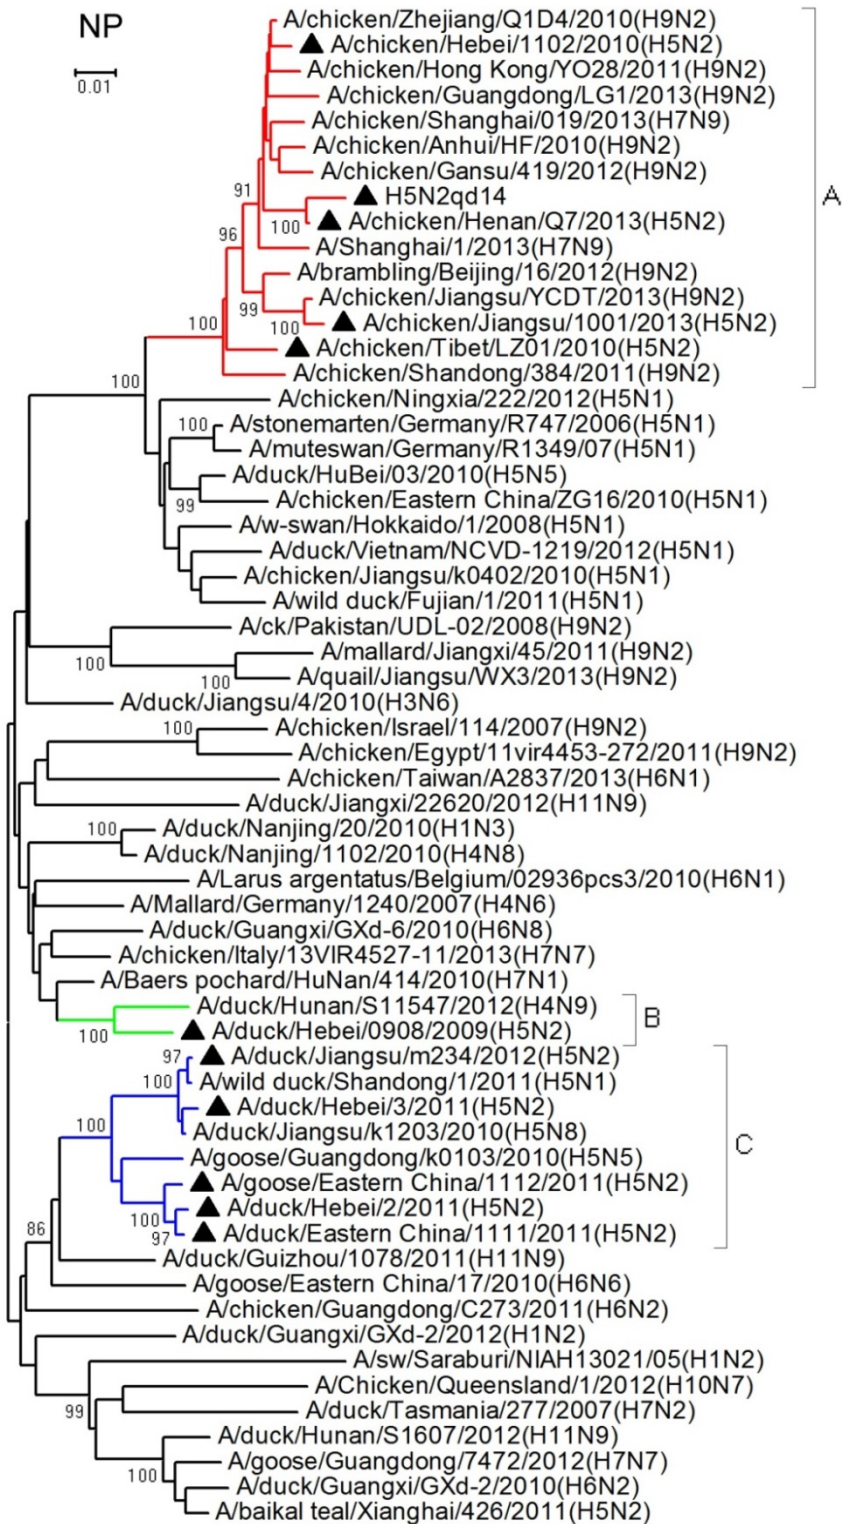 NP
0.01
A/chicken/Zhejiang/Q1D4/2010(H9N2)
A/chicken/Hebei/1102/2010(H5N2)
A/chicken/Hong Kong/YO28/2011(H9N2)
A/chicken/Guangdong/LG1/2013(H9N2)
A/chicken/Shanghai/019/2013(H7N9)
A/chicken/Anhui/HF/2010(H9N2)
A/chicken/Gansu/419/2012(H9N2)
91
H5N2qd14
A
100
A/chicken/Henan/Q7/2013(H5N2)
96
A/Shanghai/1/2013(H7N9)
A/brambling/Beijing/16/2012(H9N2)
99
A/chicken/Jiangsu/YCDT/2013(H9N2)
100
100
A/chicken/Jiangsu/1001/2013(H5N2)
A/chicken/Tibet/LZ01/2010(H5N2)
100
A/chicken/Shandong/384/2011(H9N2)
A/chicken/Ningxia/222/2012(H5N1)
100
A/stonemarten/Germany/R747/2006(H5N1)
A/muteswan/Germany/R1349/07(H5N1)
A/duck/HuBei/03/2010(H5N5)
99
A/chicken/Eastern China/ZG16/2010(H5N1)
A/w-swan/Hokkaido/1/2008(H5N1)
A/duck/Vietnam/NCVD-1219/2012(H5N1)
A/chicken/Jiangsu/k0402/2010(H5N1)
A/wild duck/Fujian/1/2011(H5N1)
A/ck/Pakistan/UDL-02/2008(H9N2)
100
A/mallard/Jiangxi/45/2011(H9N2)
100
A/quail/Jiangsu/WX3/2013(H9N2)
A/duck/Jiangsu/4/2010(H3N6)
100
A/chicken/Israel/114/2007(H9N2)
A/chicken/Egypt/11vir4453-272/2011(H9N2)
A/chicken/Taiwan/A2837/2013(H6N1)
A/duck/Jiangxi/22620/2012(H11N9)
100
A/duck/Nanjing/20/2010(H1N3)
A/duck/Nanjing/1102/2010(H4N8)
A/Larus argentatus/Belgium/02936pcs3/2010(H6N1)
A/Mallard/Germany/1240/2007(H4N6)
A/duck/Guangxi/GXd-6/2010(H6N8)
A/chicken/Italy/13VIR4527-11/2013(H7N7)
A/Baers pochard/HuNan/414/2010(H7N1)
A/duck/Hunan/S11547/2012(H4N9)
B
100
A/duck/Hebei/0908/2009(H5N2)
97
A/duck/Jiangsu/m234/2012(H5N2)
100
A/wild duck/Shandong/1/2011(H5N1)
A/duck/Hebei/3/2011(H5N2)
100
A/duck/Jiangsu/k1203/2010(H5N8)
C
A/goose/Guangdong/k0103/2010(H5N5)
A/goose/Eastern China/1112/2011(H5N2)
100
A/duck/Hebei/2/2011(H5N2)
97
A/duck/Eastern China/1111/2011(H5N2)
86
A/duck/Guizhou/1078/2011(H11N9)
A/goose/Eastern China/17/2010(H6N6)
A/chicken/Guangdong/C273/2011(H6N2)
A/duck/Guangxi/GXd-2/2012(H1N2)
A/sw/Saraburi/NIAH13021/05(H1N2)
A/Chicken/Queensland/1/2012(H10N7)
99
A/duck/Tasmania/277/2007(H7N2)
A/duck/Hunan/S1607/2012(H11N9)
A/goose/Guangdong/7472/2012(H7N7)
100
A/duck/Guangxi/GXd-2/2010(H6N2)
A/baikal teal/Xianghai/426/2011(H5N2)